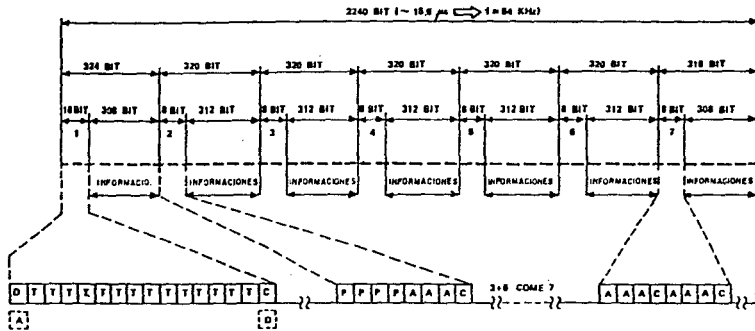 2240 BIT (~ 15,6 µs ⇒ f = 64 KHz)
324 BIT 320 BIT 320 BIT 320 BIT 320 BIT 320 BIT 316 BIT
16 BIT 308 BIT 8 BIT 312 BIT 8 BIT 312 BIT 8 BIT 312 BIT 8 BIT 312 BIT 8 BIT 312 BIT 8 BIT 308 BIT
1 2 3 4 5 6 7
INFORMACIO. INFORMACIONES INFORMACIONES INFORMACIONES INFORMACIONES INFORMACIONES INFORMACIONES
D T T T T T T T T T T T T T T C P P P P A A A C 3÷6 COME 7 A A A C A A A C
A D